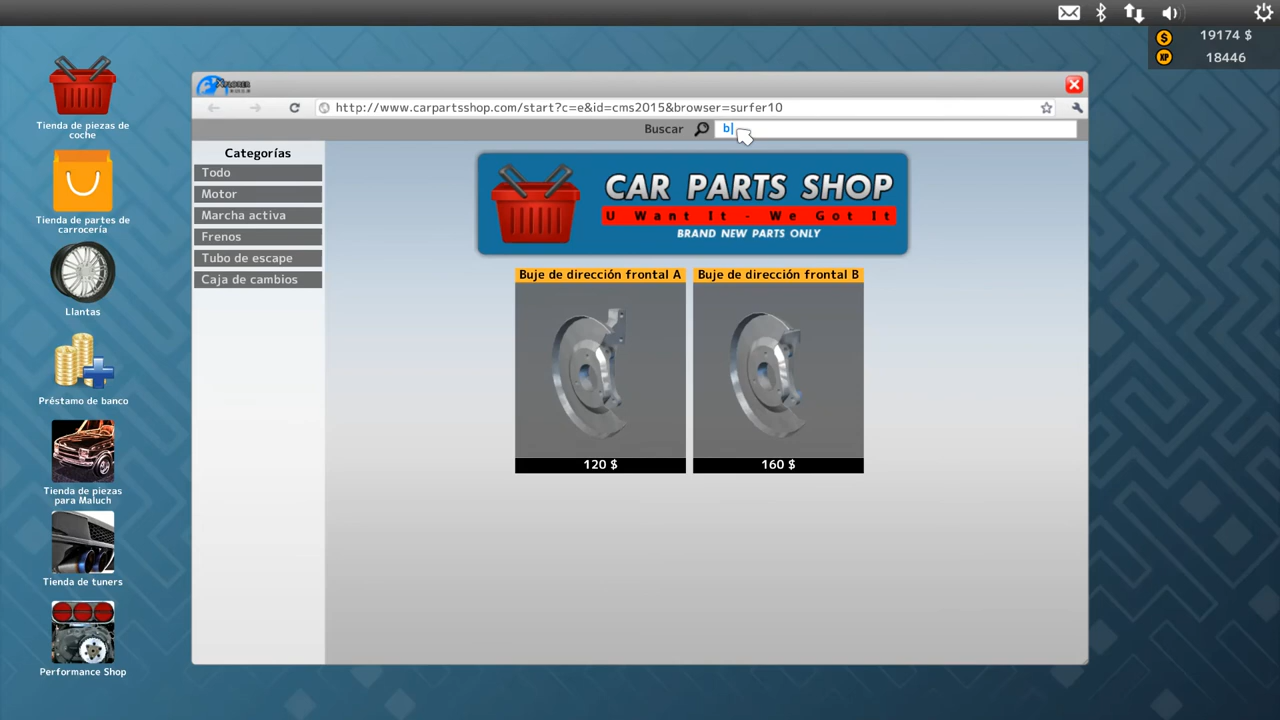 19174 $
18446
Tienda de piezas de
coche
Tienda de partes de
carrocería
Llantas
Préstamo de banco
Tienda de piezas
para Maluch
Tienda de tuners
Performance Shop
http://www.carpartsshop.com/start?c=e&id=cms2015&browser=surfer10
Buscar
b
Categorías
Todo
Motor
Marcha activa
Frenos
Tubo de escape
Caja de cambios
CAR PARTS SHOP
U Want It - We Got It
BRAND NEW PARTS ONLY
Buje de dirección frontal A
120 $
Buje de dirección frontal B
160 $
$
XP